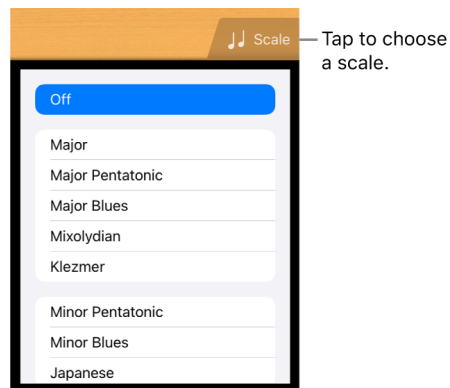 Scale
Tap to choose
a scale.
Off
Major
Major Pentatonic
Major Blues
Mixolydian
Klezmer
Minor Pentatonic
Minor Blues
Japanese